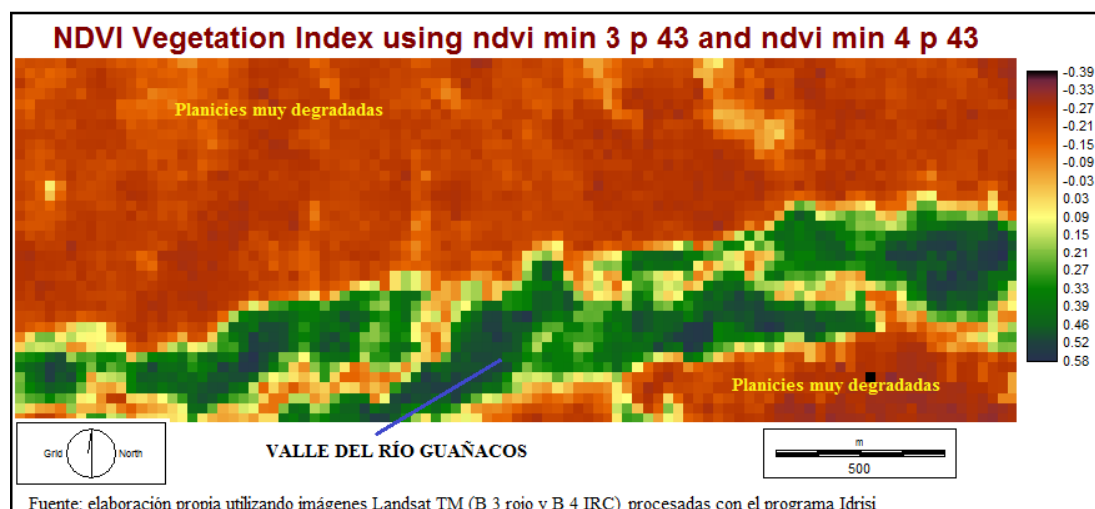 NDVI Vegetation Index using ndvi min 3 p 43 and ndvi min 4 p 43
Planicies muy degradadas
-0.39
-0.33
-0.27
-0.21
-0.15
-0.09
-0.03
0.03
0.09
0.15
0.21
0.27
0.33
0.39
0.46
0.52
0.58
Planicies muy degradadas
VALLE DEL RÍO GUAÑACOS
Grid North
m
500
Fuente: elaboración propia utilizando imágenes Landsat TM (B 3 rojo y B 4 IRC) procesadas con el programa Idrisi